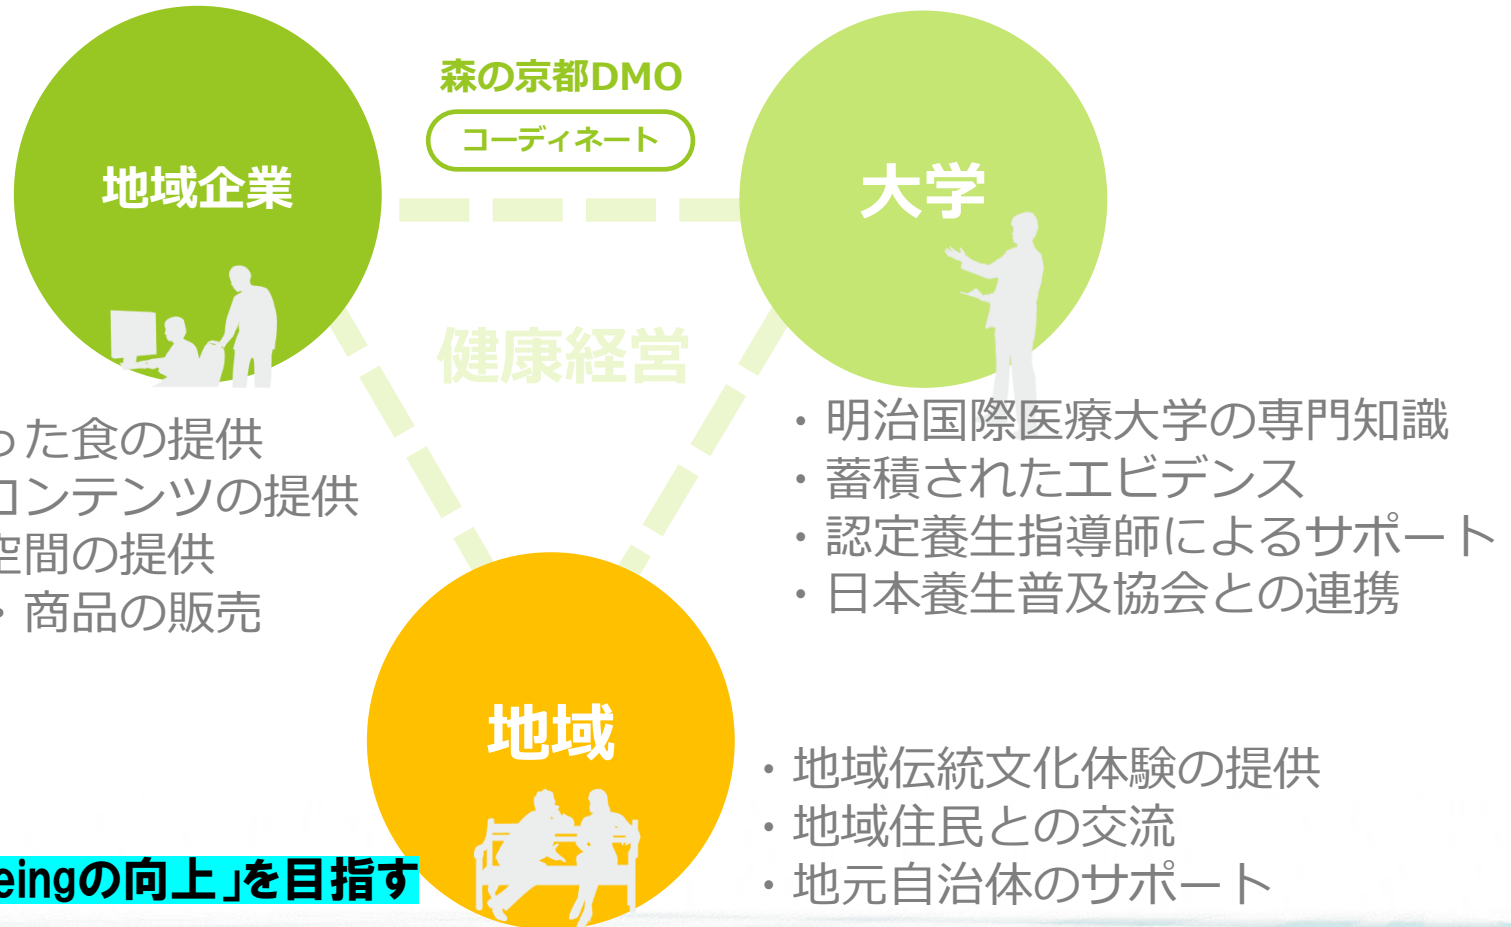 森の京都DMO
コーディネート
地域企業
大学
健康経営
った食の提供
コンテンツの提供
空間の提供
・商品の販売
・明治国際医療大学の専門知識
・蓄積されたエビデンス
・認定養生指導師によるサポート
・日本養生普及協会との連携
地域
・地域伝統文化体験の提供
・地域住民との交流
・地元自治体のサポート
eingの向上」を目指す